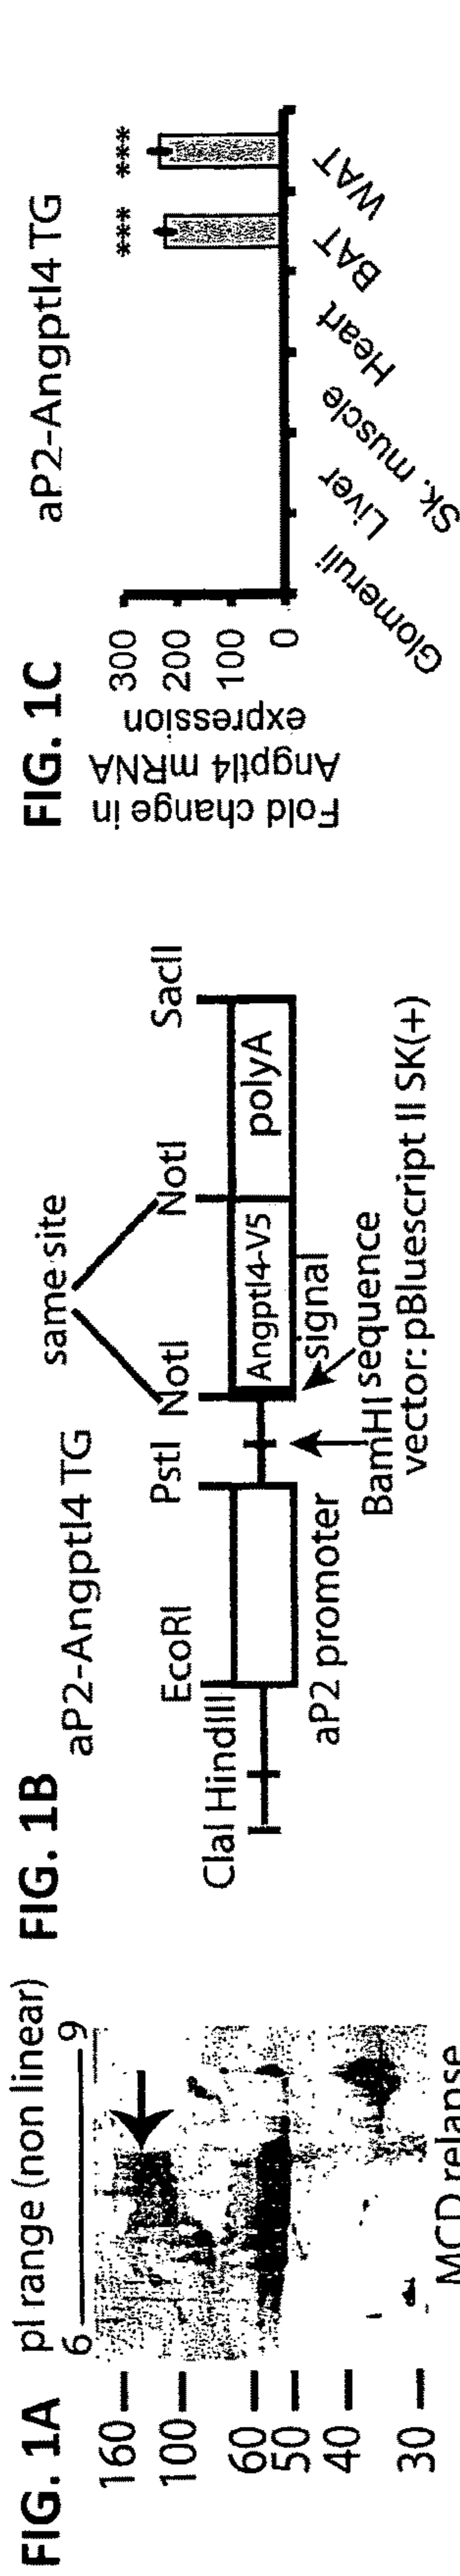 FIG. 1A
pI range (non linear)
6
9
160
100
60
50
40
30
MCD relapse
FIG. 1B
aP2-Angptl4 TG
same site
ClaI HindIII
EcoRI
PstI
NotI
NotI
SacII
Angptl4-V5
polyA
aP2 promoter
signal
sequence
BamHI
vector: pBluescript II SK(+)
FIG. 1C
aP2-Angptl4 TG
Fold change in
Angptl4 mRNA
expression
300
200
100
0
***
***
Glomeruli
Liver
Sk. muscle
Heart
BAT
WAT